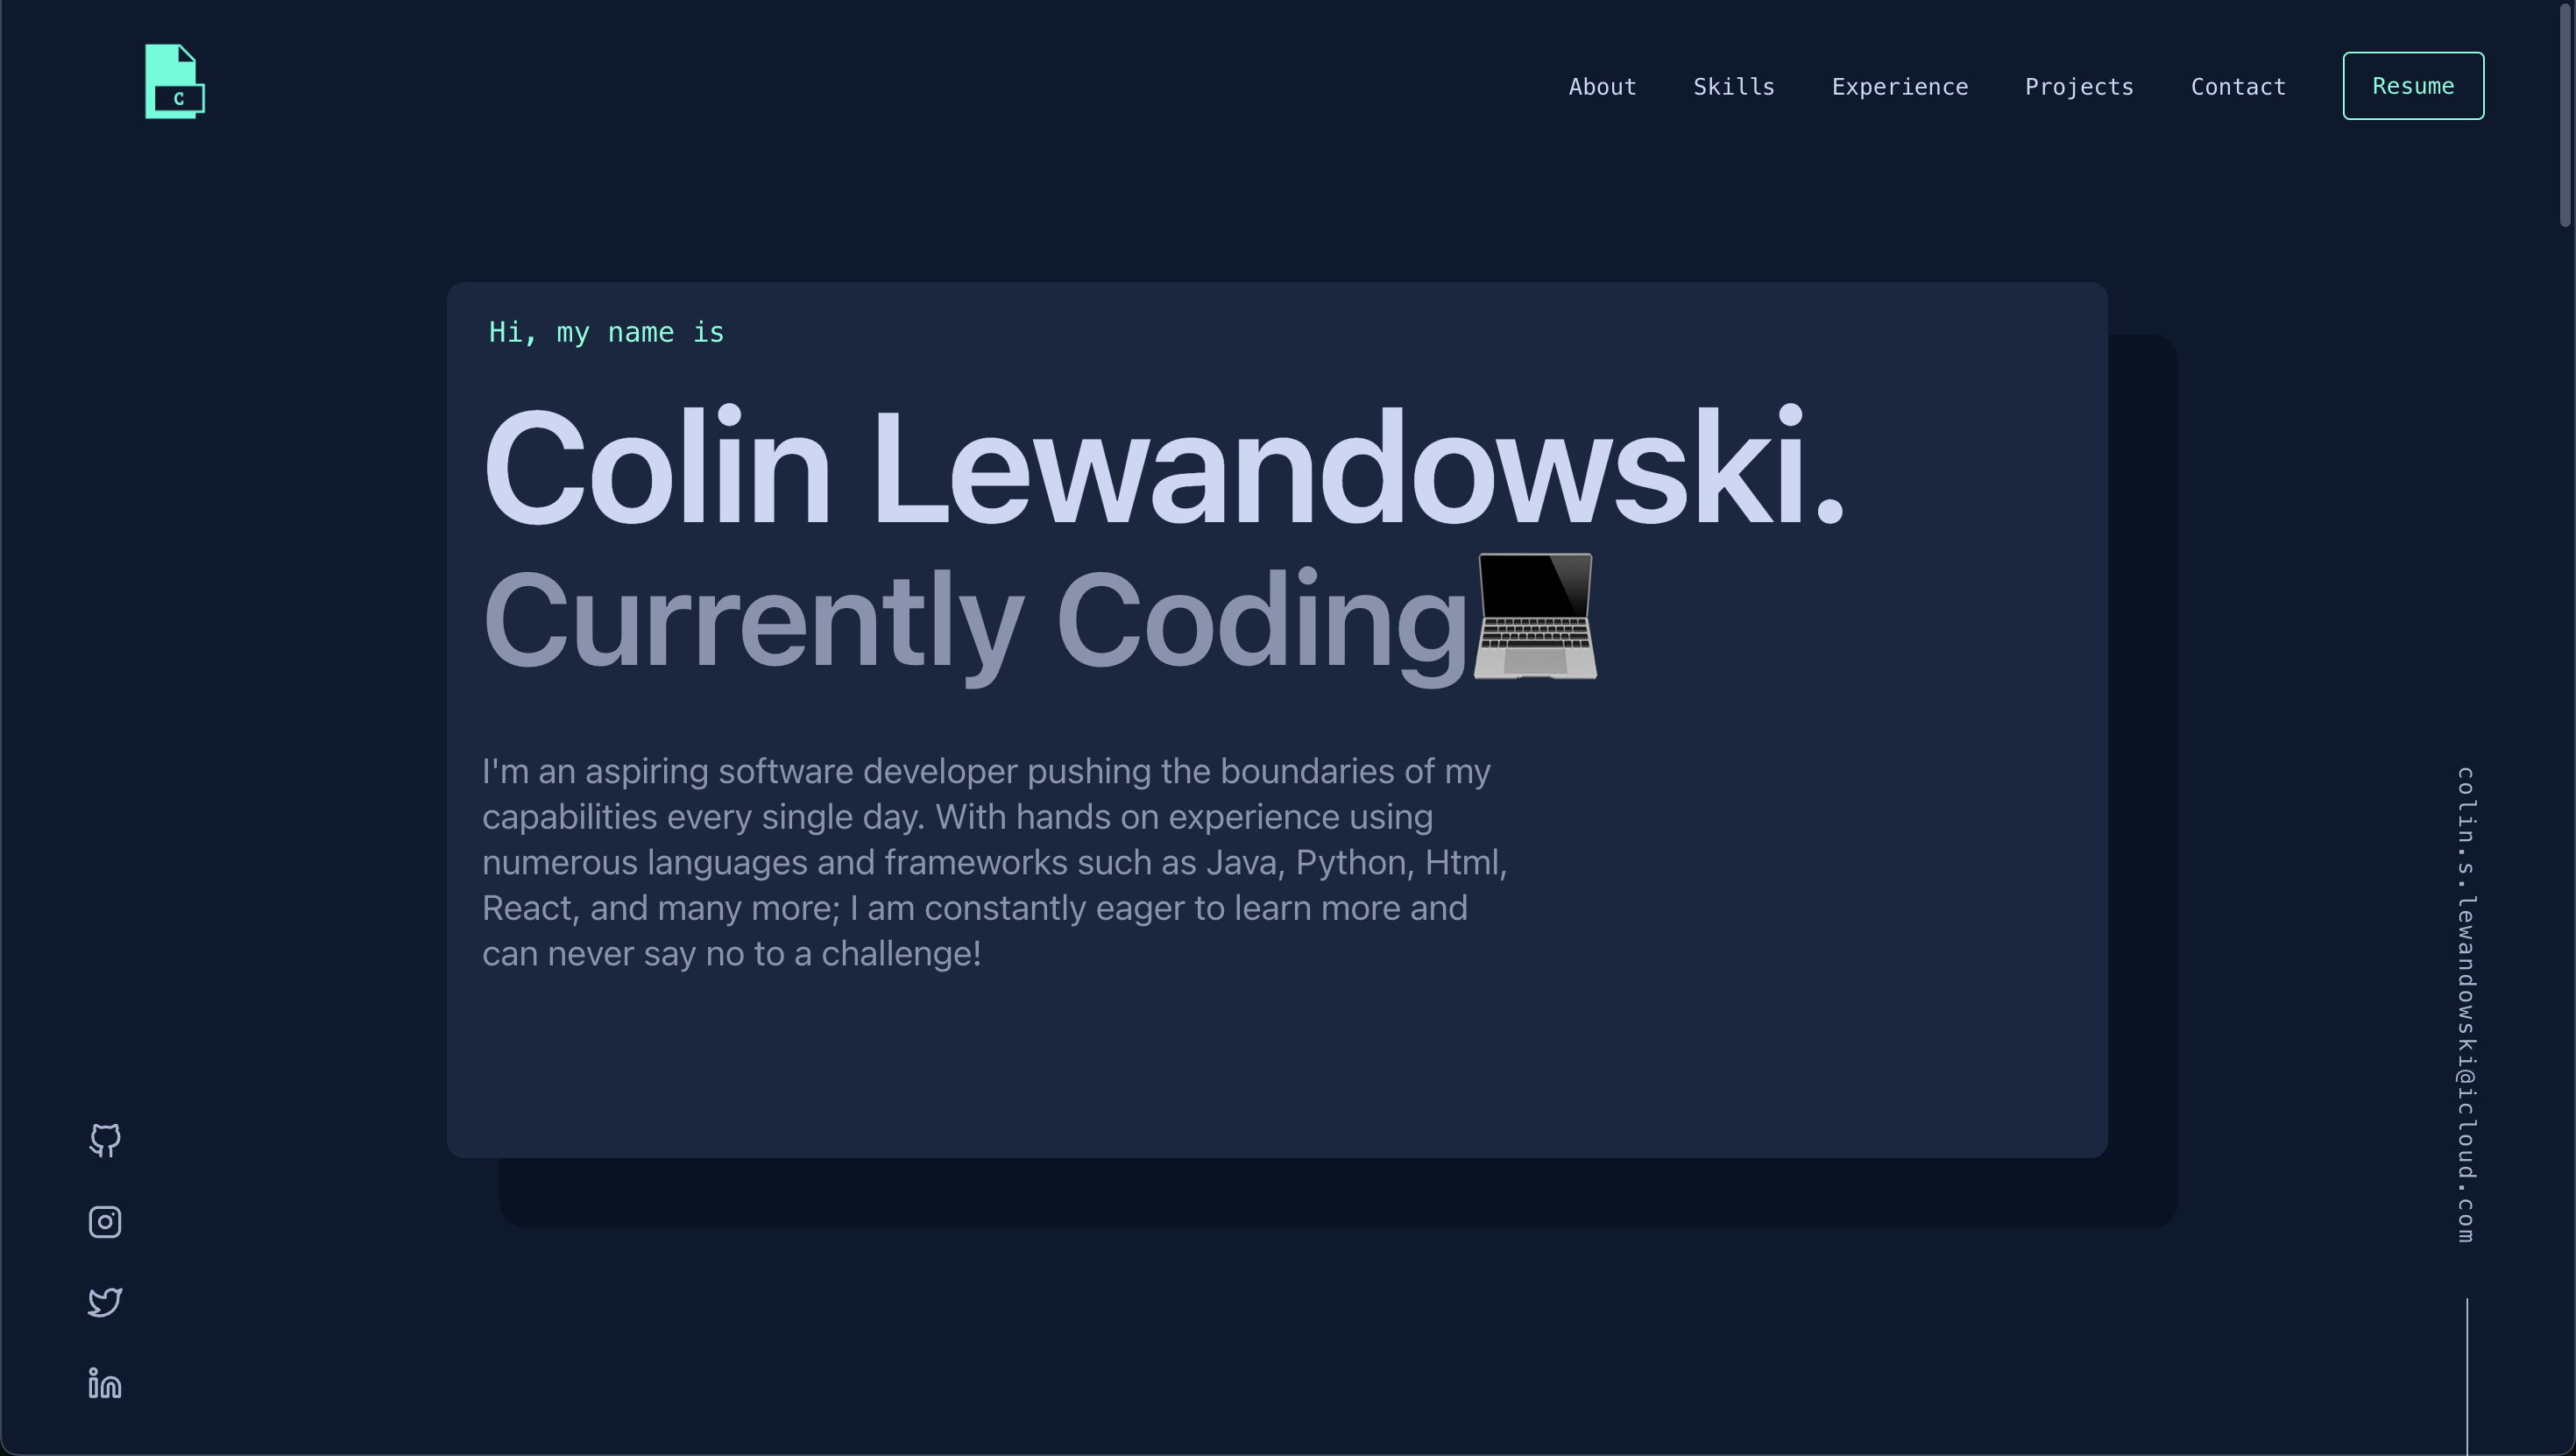 C
About Skills Experience Projects Contact Resume
Hi, my name is
Colin Lewandowski.
Currently Coding💻
I'm an aspiring software developer pushing the boundaries of my
capabilities every single day. With hands on experience using
numerous languages and frameworks such as Java, Python, Html,
React, and many more; I am constantly eager to learn more and
can never say no to a challenge!
colin.s.lewandowski@icloud.com